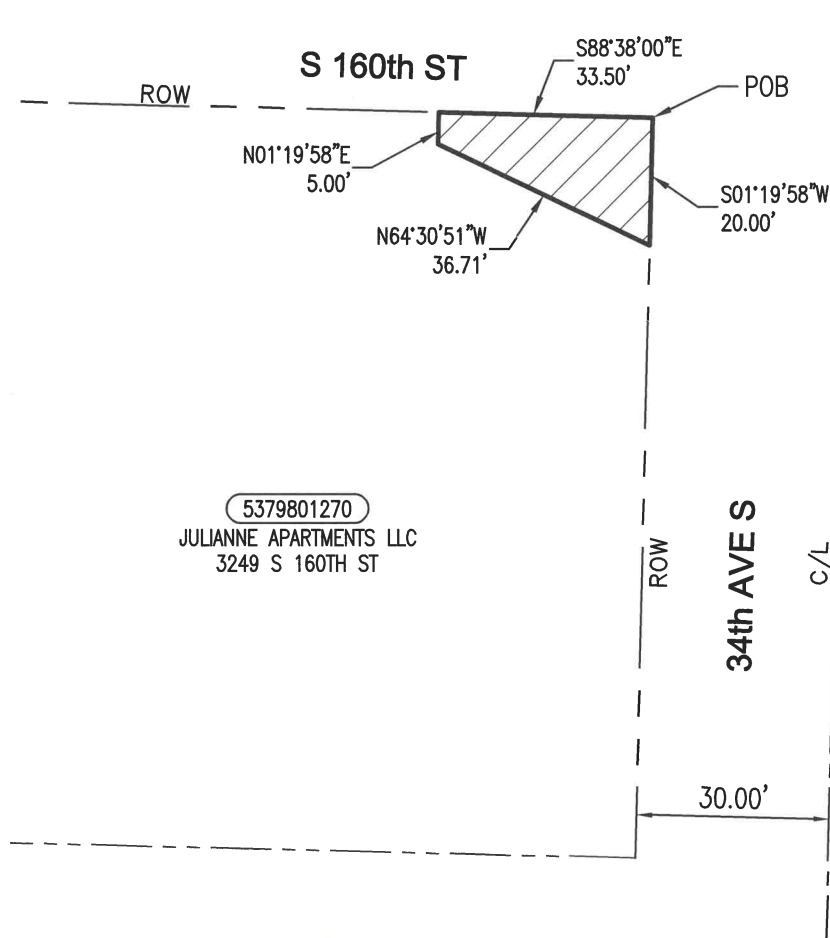 S 160th ST
S88°38'00"E
33.50'
POB
ROW
N01°19'58"E
5.00'
S01°19'58"W
20.00'
N64°30'51"W
36.71'
5379801270
JULIANNE APARTMENTS LLC
3249 S 160TH ST
ROW
34th AVE S
C/L
30.00'